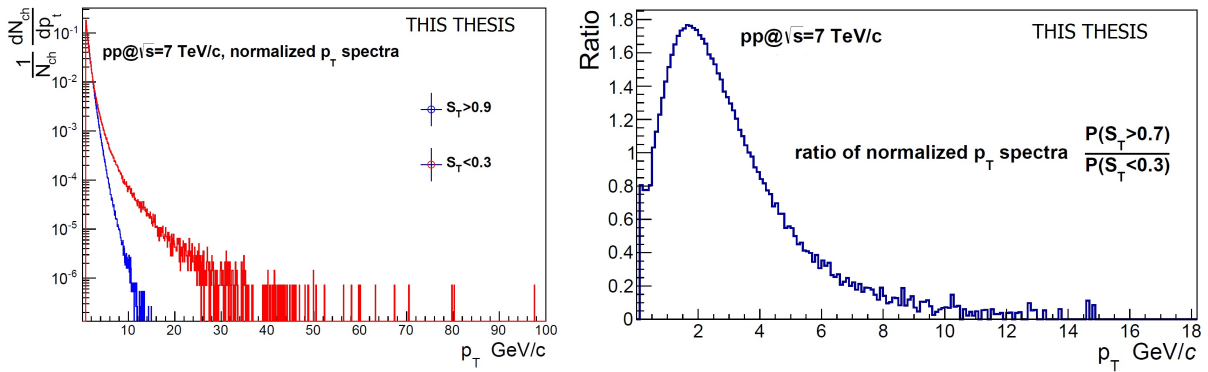 1 dN_ch
N_ch dp_t
THIS THESIS
pp@√s=7 TeV/c, normalized p_T spectra
S_T>0.9
S_T<0.3
10^-1
10^-2
10^-3
10^-4
10^-5
10^-6
10 20 30 40 50 60 70 80 90 100
p_T GeV/c
Ratio
pp@√s=7 TeV/c
THIS THESIS
ratio of normalized p_T spectra
P(S_T>0.7)
P(S_T<0.3)
1.8
1.6
1.4
1.2
1
0.8
0.6
0.4
0.2
0
2 4 6 8 10 12 14 16 18
p_T GeV/c